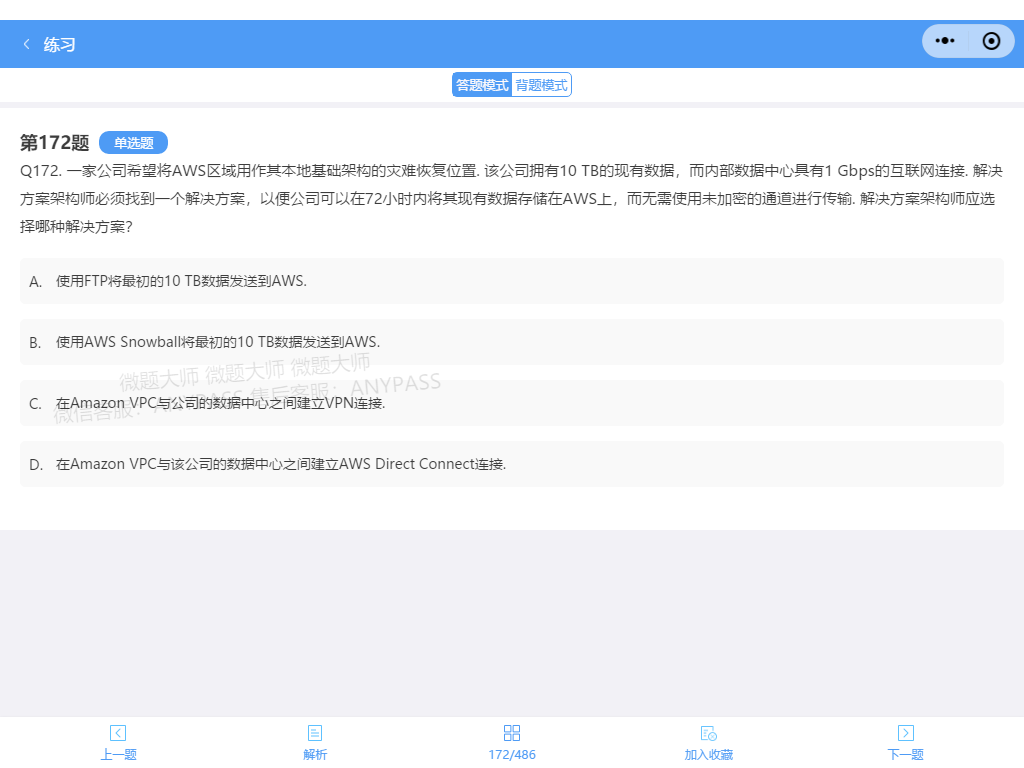 练习
答题模式 背题模式
第172题 单选题
Q172. 一家公司希望将AWS区域用作其本地基础架构的灾难恢复位置. 该公司拥有10 TB的现有数据，而内部数据中心具有1 Gbps的互联网连接. 解决
方案架构师必须找到一个解决方案，以便公司可以在72小时内将其现有数据存储在AWS上，而无需使用未加密的通道进行传输. 解决方案架构师应选
择哪种解决方案？
A. 使用FTP将最初的10 TB数据发送到AWS.
B. 使用AWS Snowball将最初的10 TB数据发送到AWS.
微题大师 微题大师 微题大师
微信客服：ANYPASS 售后客服：ANYPASS
C. 在Amazon VPC与公司的数据中心之间建立VPN连接.
D. 在Amazon VPC与该公司的数据中心之间建立AWS Direct Connect连接.
上一题 解析 172/486 加入收藏 下一题